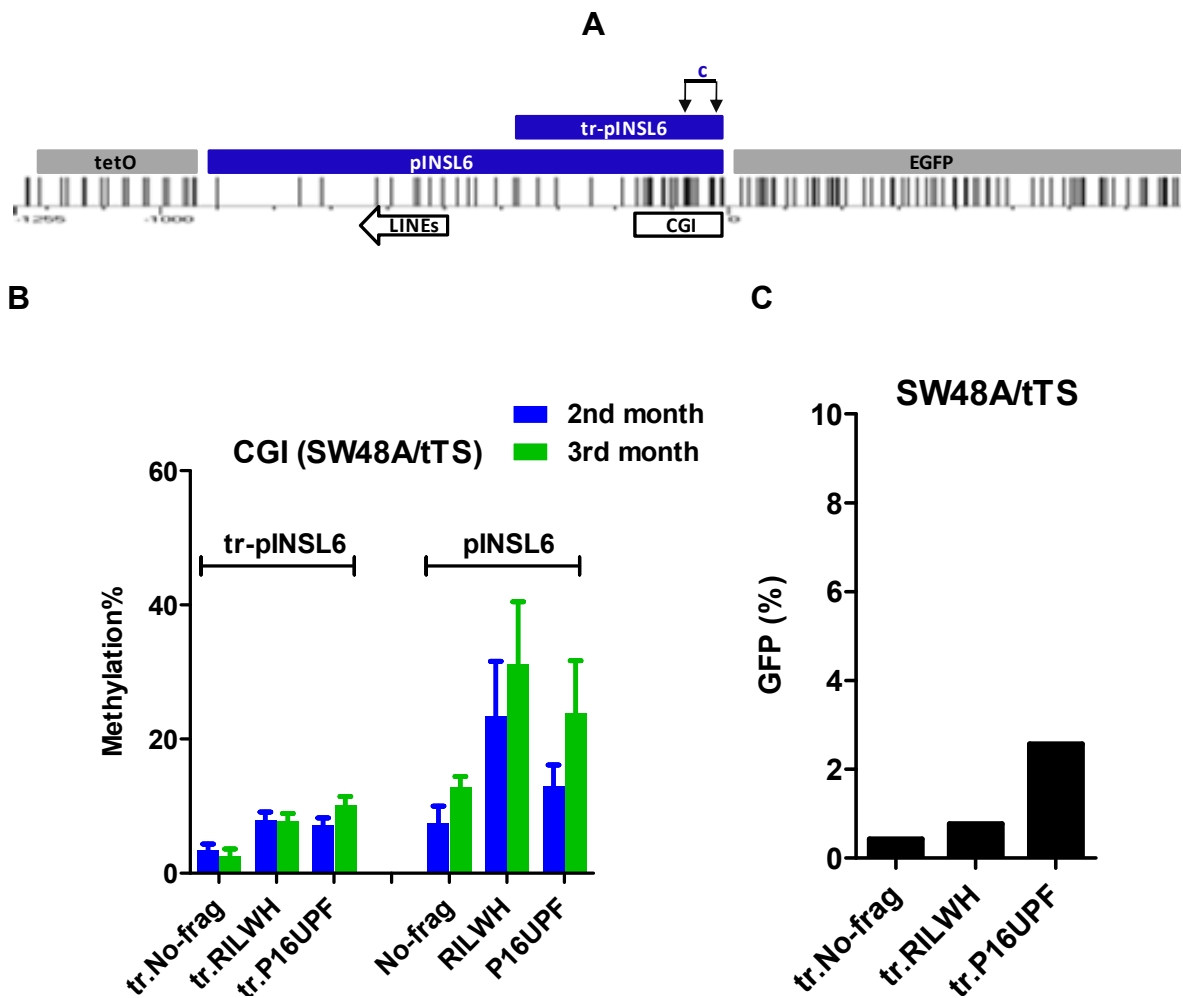 A
c
tr-pINSL6
tetO pINSL6 EGFP
-1255 -1000 0
LINEs CGI
B C
2nd month
3rd month
CGI (SW48A/tTS)
60
40
20
0
Methylation%
tr-pINSL6 pINSL6
tr.No-frag
tr.RILWH
tr.P16UPF
No-frag
RILWH
P16UPF
SW48A/tTS
10
8
6
4
2
0
GFP (%)
tr.No-frag
tr.RILWH
tr.P16UPF